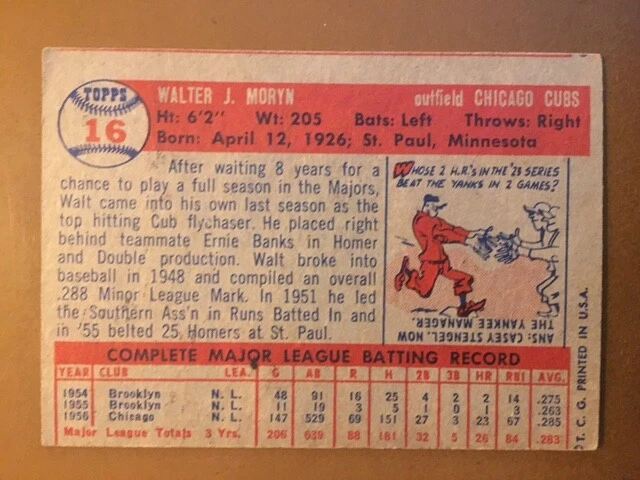 TOPPS
16
WALTER J. MORYN outfield CHICAGO CUBS
Ht: 6'2" Wt: 205 Bats: Left Throws: Right
Born: April 12, 1926; St. Paul, Minnesota
After waiting 8 years for a
chance to play a full season in the Majors,
Walt came into his own last season as the
top hitting Cub flychaser. He placed right
behind teammate Ernie Banks in Homer
and Double production. Walt broke into
baseball in 1948 and compiled an overall
.288 Minor League Mark. In 1951 he led
the Southern Ass'n in Runs Batted In and
in '55 belted 25 Homers at St. Paul.
WHOSE 2 H.R.'S IN THE '23 SERIES
BEAT THE YANKS IN 2 GAMES?
ANS: CASEY STENGEL, NOW
THE YANKEE MANAGER.
COMPLETE MAJOR LEAGUE BATTING RECORD
YEAR CLUB LEA. G AB R H 2B 3B HR RBI AVG.
1954 Brooklyn N. L. 48 91 16 25 4 2 2 14 .275
1955 Brooklyn N. L. 11 19 3 5 1 0 1 3 .263
1956 Chicago N. L. 147 529 69 151 27 3 23 67 .285
Major League Totals 3 Yrs. 206 639 88 181 32 5 26 84 .283
T. C. G. PRINTED IN U.S.A.